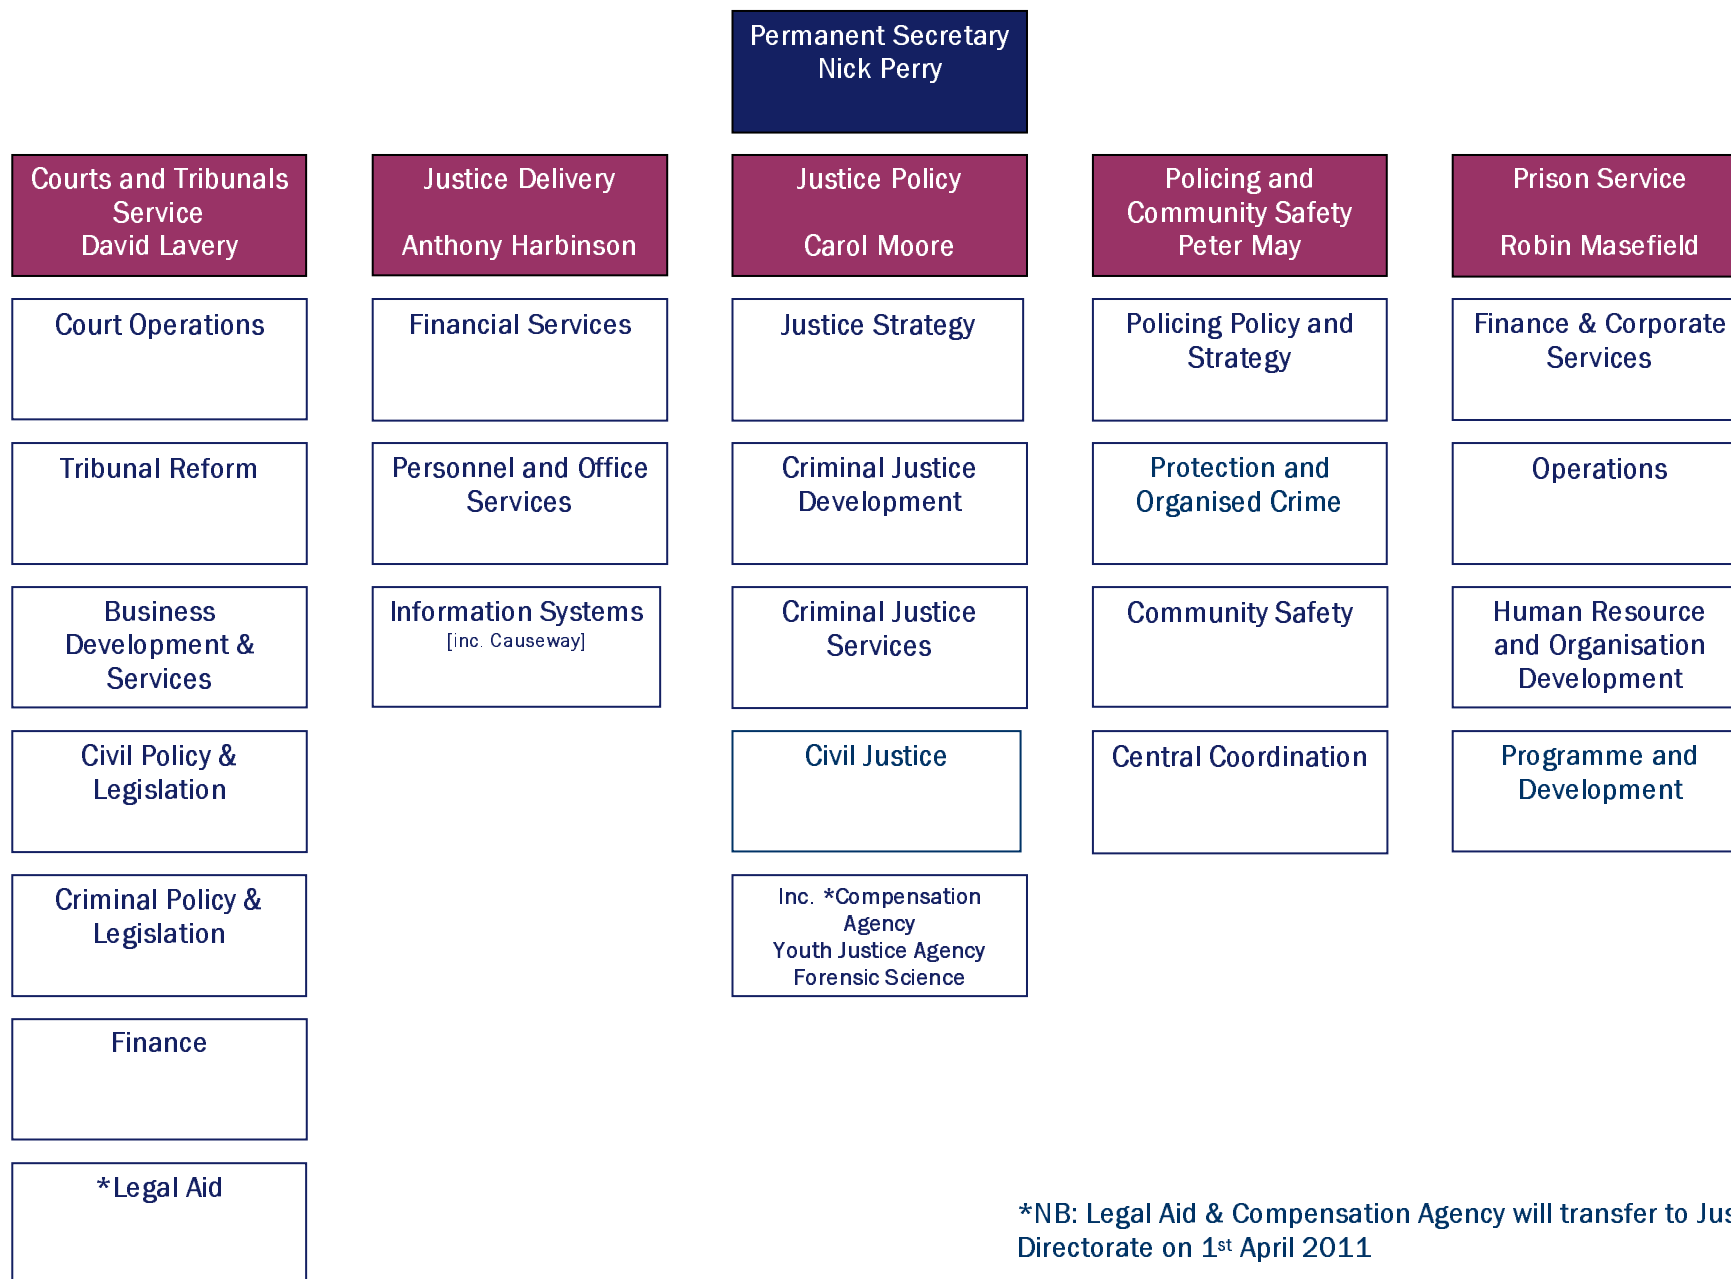 Permanent Secretary
Nick Perry
Courts and Tribunals
Service
David Lavery
Justice Delivery
Anthony Harbinson
Justice Policy
Carol Moore
Policing and
Community Safety
Peter May
Prison Service
Robin Masefield
Court Operations
Financial Services
Justice Strategy
Policing Policy and
Strategy
Finance & Corporate
Services
Tribunal Reform
Personnel and Office
Services
Criminal Justice
Development
Protection and
Organised Crime
Operations
Business
Development &
Services
Information Systems
[inc. Causeway]
Criminal Justice
Services
Community Safety
Human Resource
and Organisation
Development
Civil Policy &
Legislation
Civil Justice
Central Coordination
Programme and
Development
Criminal Policy &
Legislation
Inc. *Compensation
Agency
Youth Justice Agency
Forensic Science
Finance
*Legal Aid
*NB: Legal Aid & Compensation Agency will transfer to
Directorate on 1st April 2011